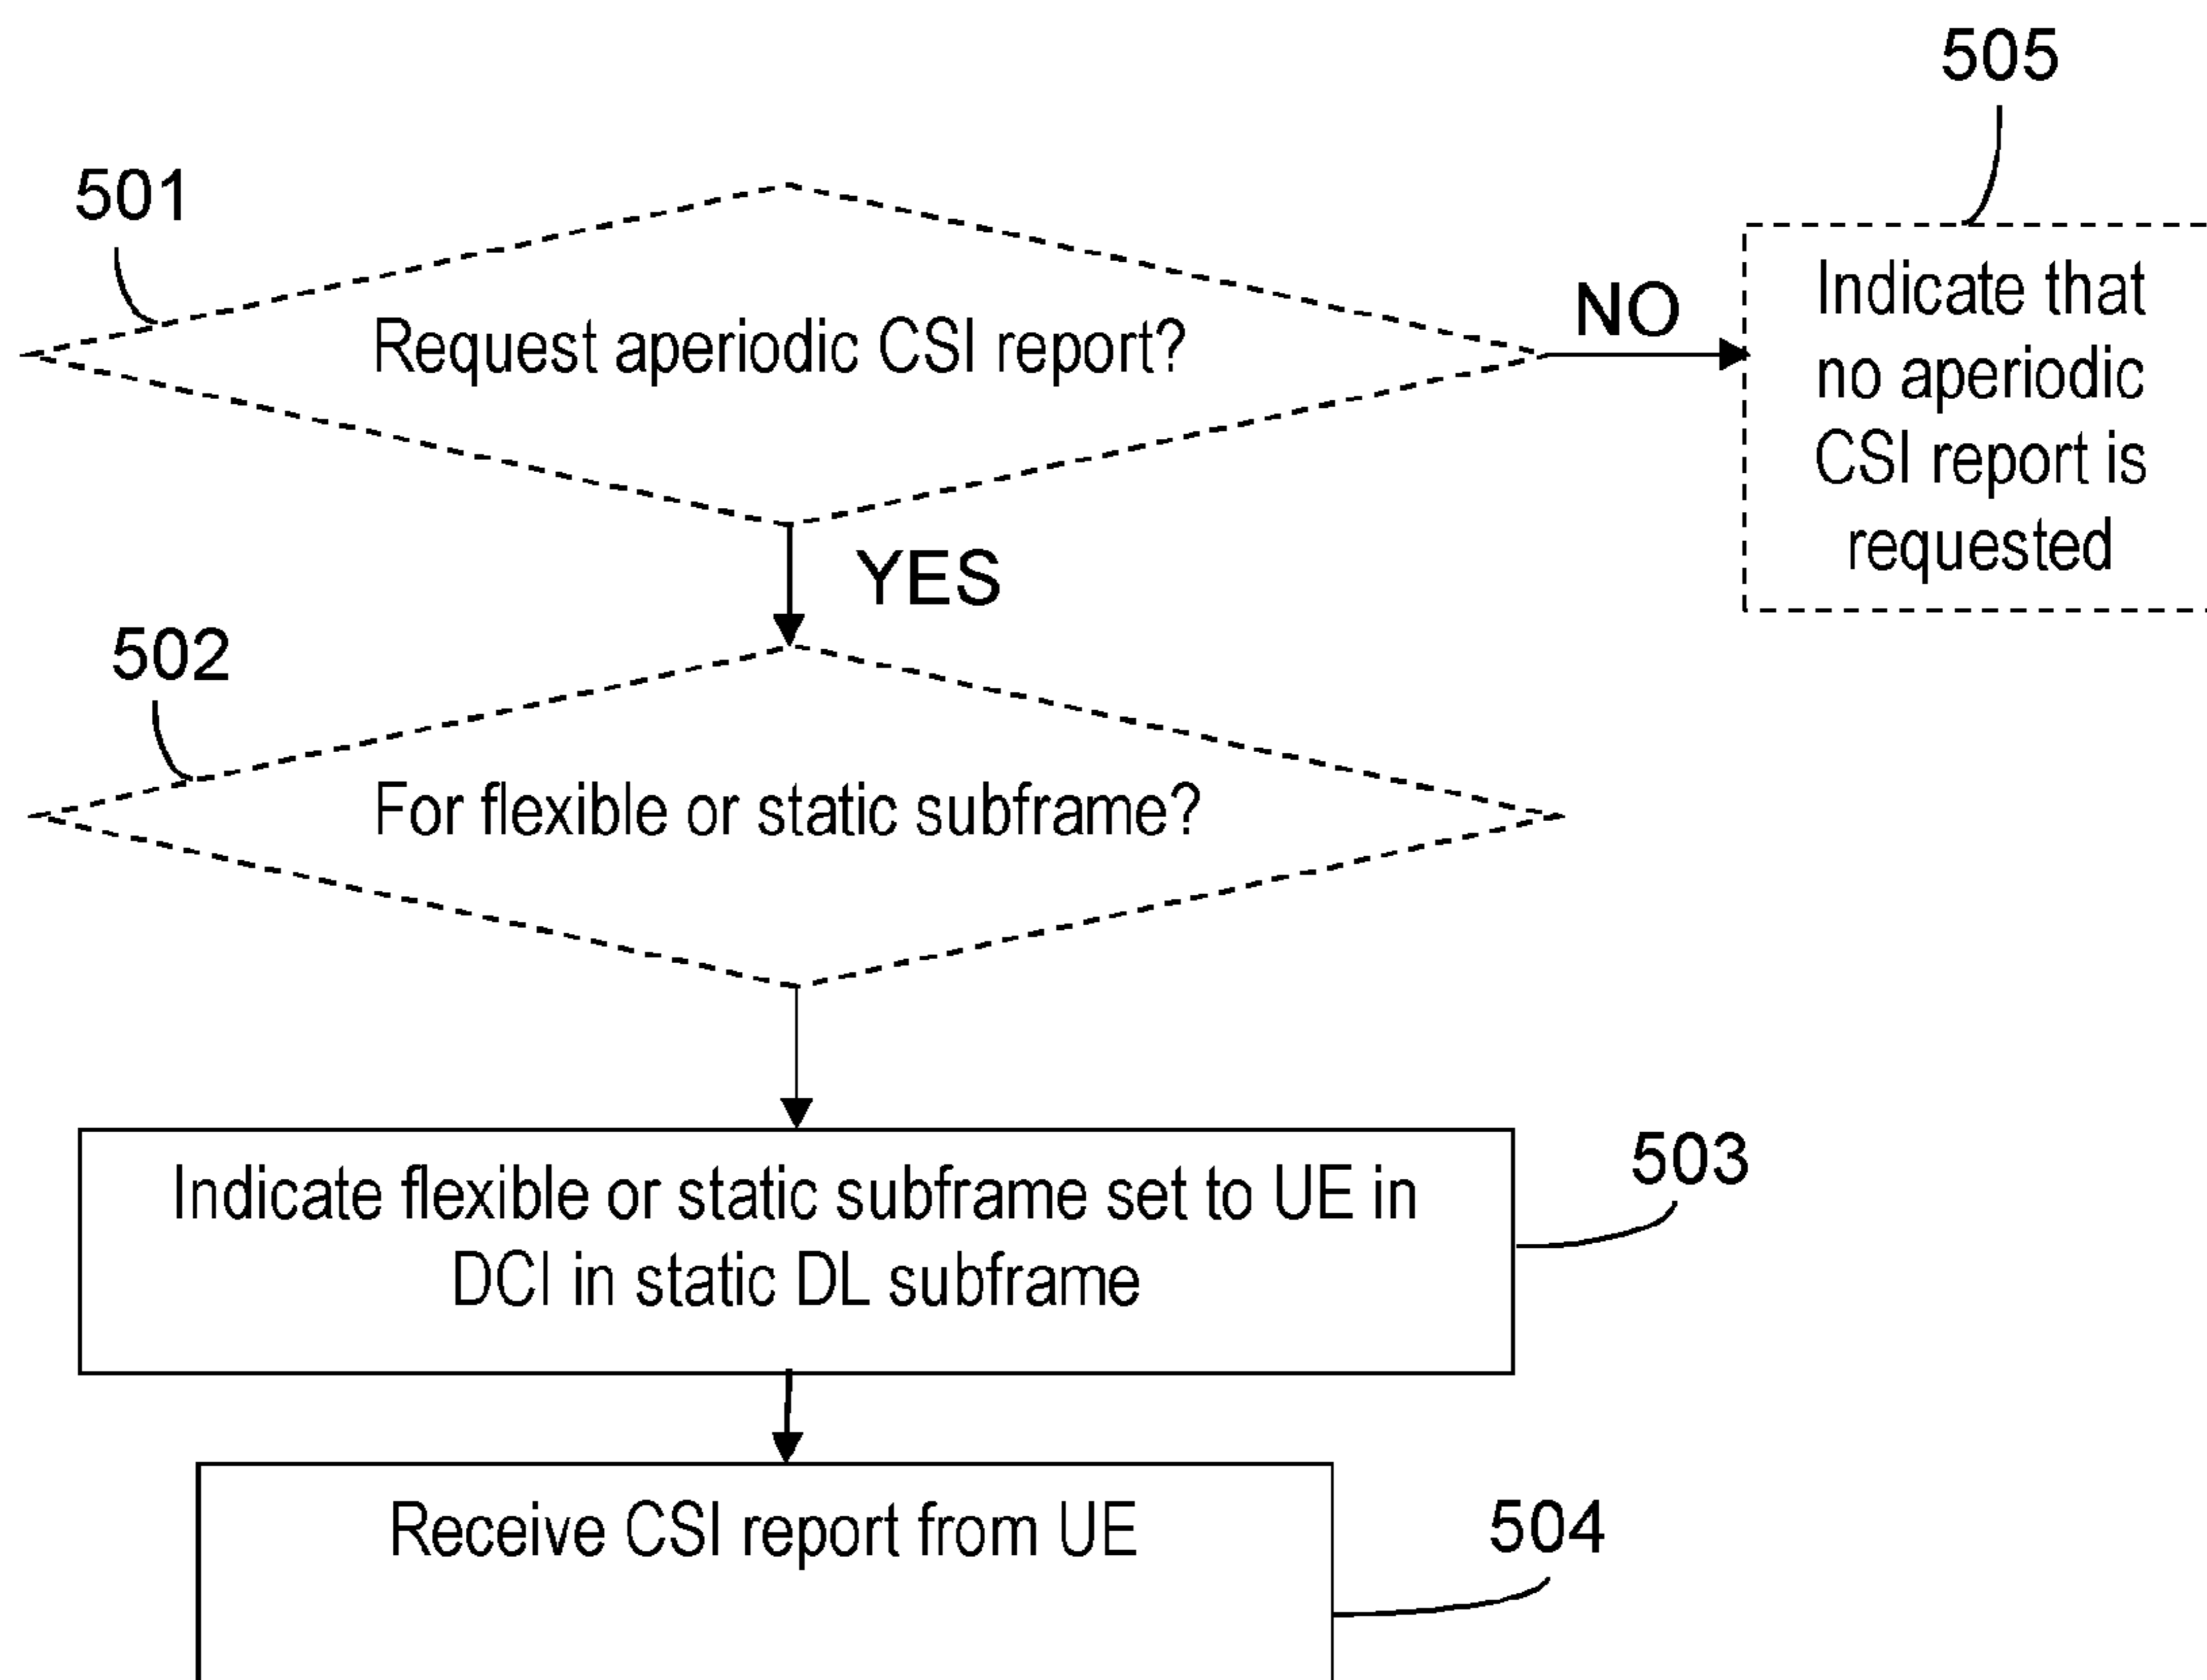 505
501
Request aperiodic CSI report?
NO
Indicate that
no aperiodic
CSI report is
requested
YES
502
For flexible or static subframe?
503
Indicate flexible or static subframe set to UE in
DCI in static DL subframe
504
Receive CSI report from UE